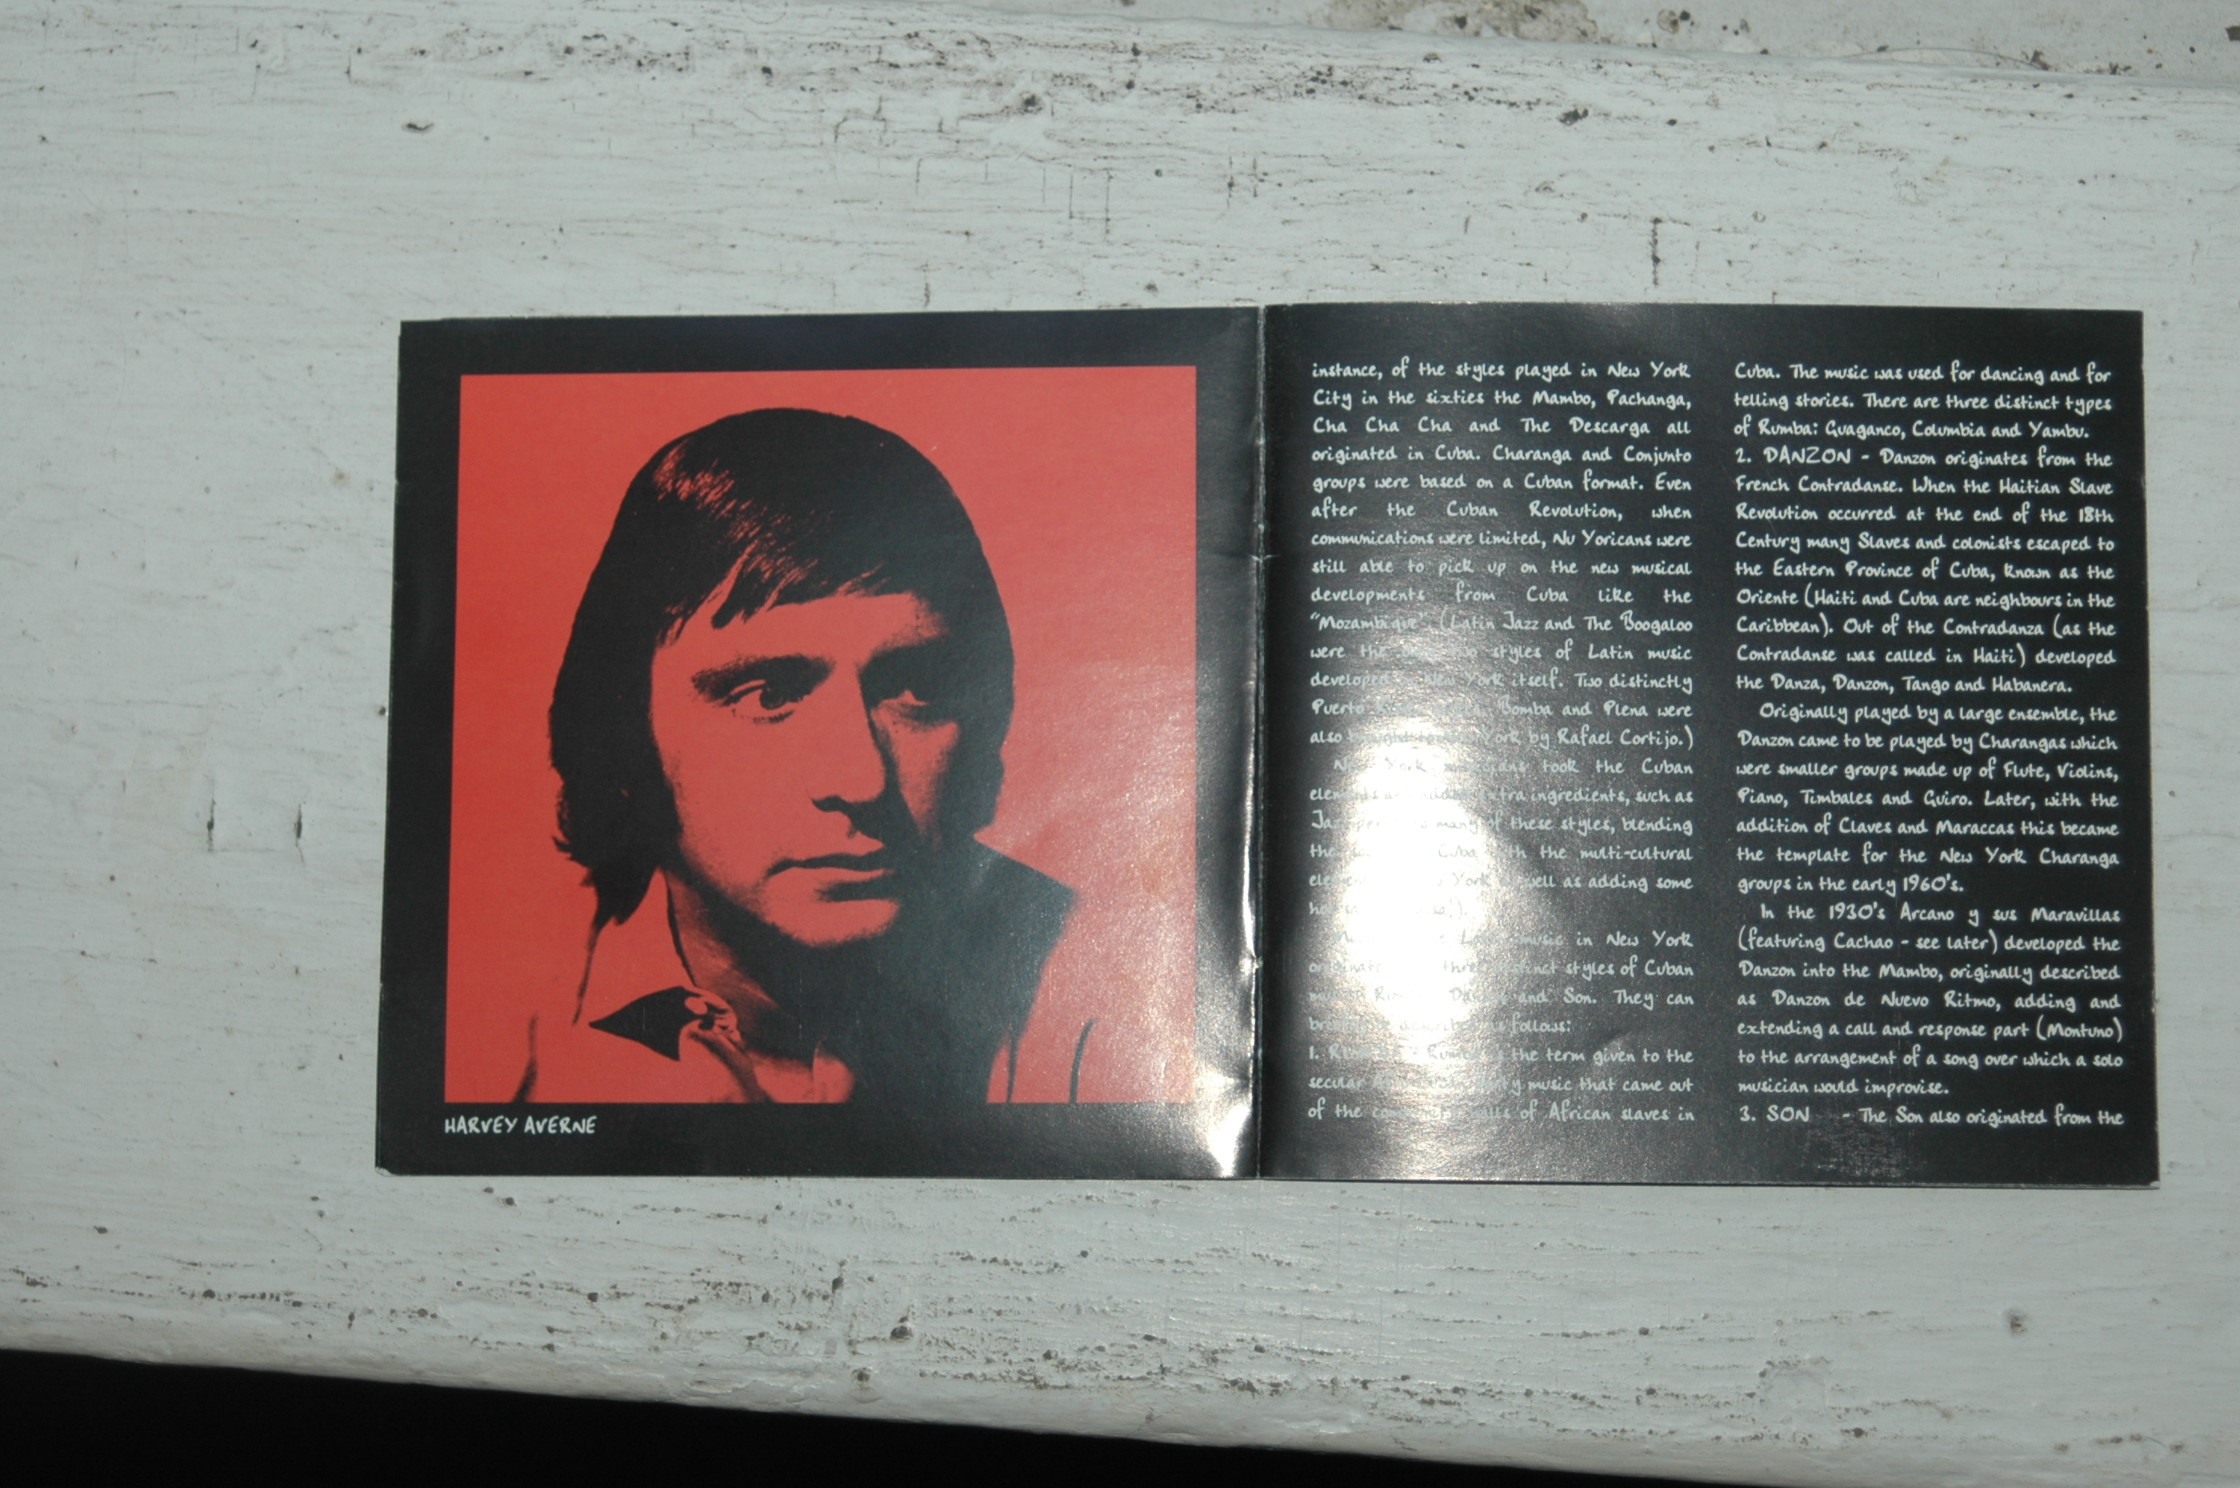 HARVEY AVERNE
instance, of the styles played in New York
City in the sixties the Mambo, Pachanga,
Cha Cha Cha and The Descarga all
originated in Cuba. Charanga and Conjunto
groups were based on a Cuban format. Even
after the Cuban Revolution, when
communications were limited, Nu Yoricans were
still able to pick up on the new musical
developments from Cuba like the
"Mozambique". (Latin Jazz and The Boogaloo
were the two styles of Latin music
developed New York itself. Two distinctly
Puerto Bomba and Plena were
also York by Rafael Cortijo.)
New York took the Cuban
extra ingredients, such as
many of these styles, blending
the Cuba with the multi-cultural
York well as adding some
Latin music in New York
three distinct styles of Cuban
and Son. They can
follows:
1. the term given to the
secular music that came out
of the of African slaves in
Cuba. The music was used for dancing and for
telling stories. There are three distinct types
of Rumba: Guaganco, Columbia and Yambu.
2. DANZON - Danzon originates from the
French Contradanse. When the Haitian Slave
Revolution occurred at the end of the 18th
Century many Slaves and colonists escaped to
the Eastern Province of Cuba, known as the
Oriente (Haiti and Cuba are neighbours in the
Caribbean). Out of the Contradanza (as the
Contradanse was called in Haiti) developed
the Danza, Danzon, Tango and Habanera.
Originally played by a large ensemble, the
Danzon came to be played by Charangas which
were smaller groups made up of Flute, Violins,
Piano, Timbales and Guiro. Later, with the
addition of Claves and Maraccas this became
the template for the New York Charanga
groups in the early 1960's.
In the 1930's Arcano y sus Maravillas
(featuring Cachao - see later) developed the
Danzon into the Mambo, originally described
as Danzon de Nuevo Ritmo, adding and
extending a call and response part (Montuno)
to the arrangement of a song over which a solo
musician would improvise.
3. SON - The Son also originated from the